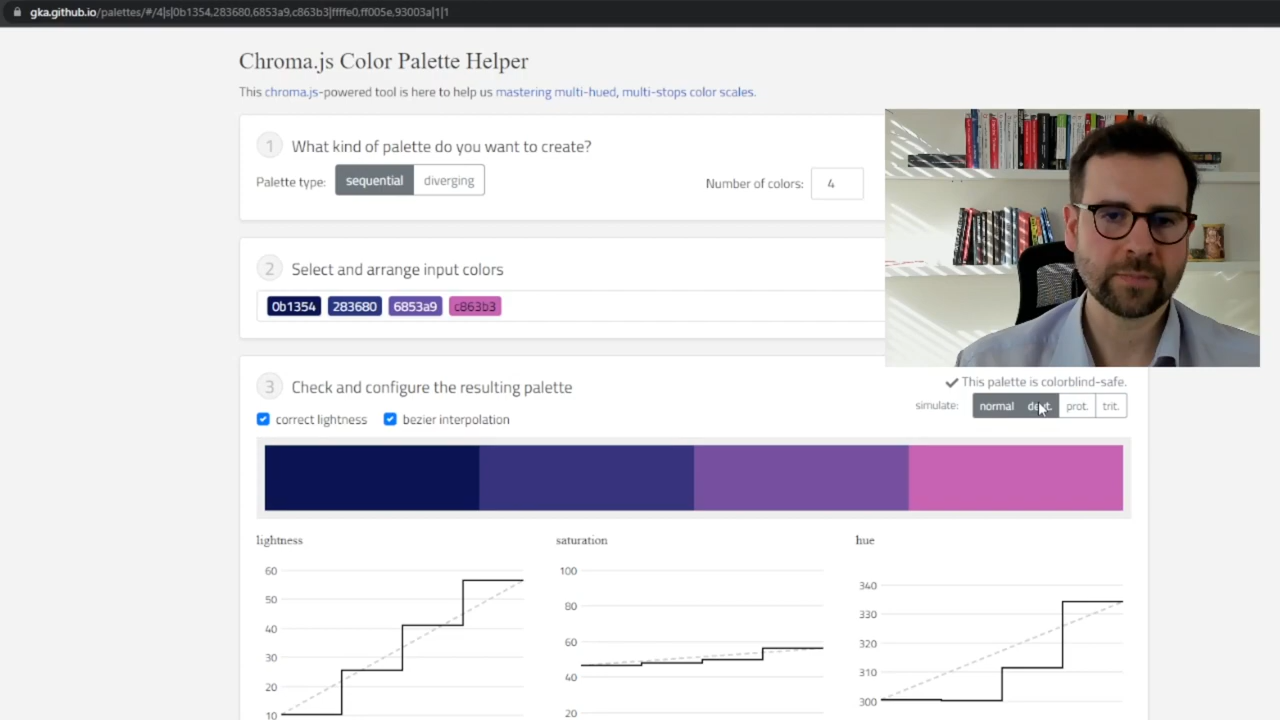 gka.github.io/palettes/#/4|s|0b1354,283680,6853a9,c863b3|ffffe0,ff005e,93003a|1|1
Chroma.js Color Palette Helper
This chroma.js-powered tool is here to help us mastering multi-hued, multi-stops color scales.
1 What kind of palette do you want to create?
Palette type: sequential diverging Number of colors: 4
2 Select and arrange input colors
0b1354 283680 6853a9 c863b3
3 Check and configure the resulting palette
This palette is colorblind-safe.
simulate: normal deut. prot. trit.
correct lightness bezier interpolation
lightness
60
50
40
30
20
10
saturation
100
80
60
40
20
hue
340
330
320
310
300